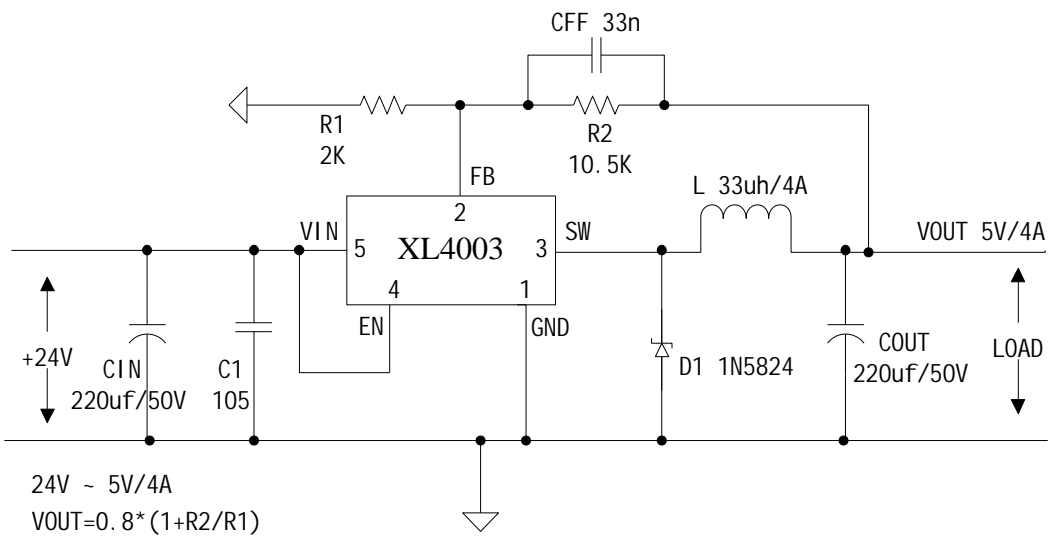 CFF 33n
R1
2K
R2
10.5K
FB
L 33uh/4A
2
VIN
5
XL4003
3
SW
VOUT 5V/4A
4
1
EN
GND
+24V
CIN
220uf/50V
C1
105
D1 1N5824
COUT
220uf/50V
LOAD
24V ~ 5V/4A
VOUT=0.8*(1+R2/R1)